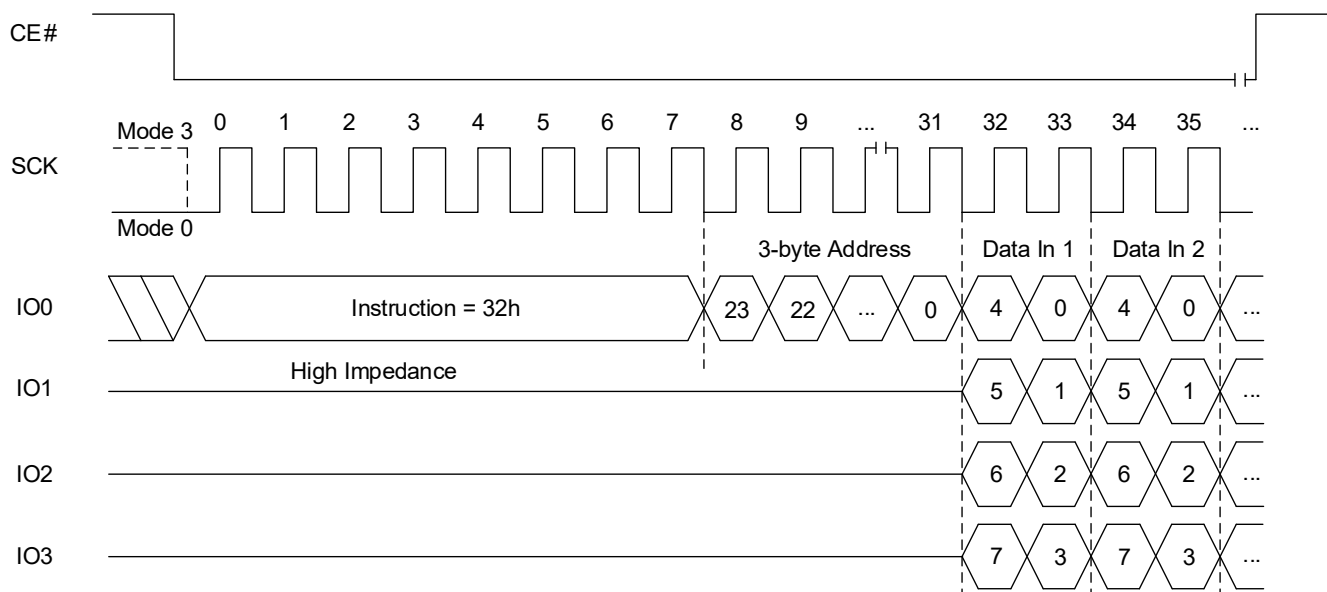 CE#
Mode 3
0 1 2 3 4 5 6 7 8 9 ... 31 32 33 34 35 ...
SCK
Mode 0
3-byte Address Data In 1 Data In 2
IO0 Instruction = 32h 23 22 ... 0 4 0 4 0 ...
High Impedance
IO1 5 1 5 1 ...
IO2 6 2 6 2 ...
IO3 7 3 7 3 ...